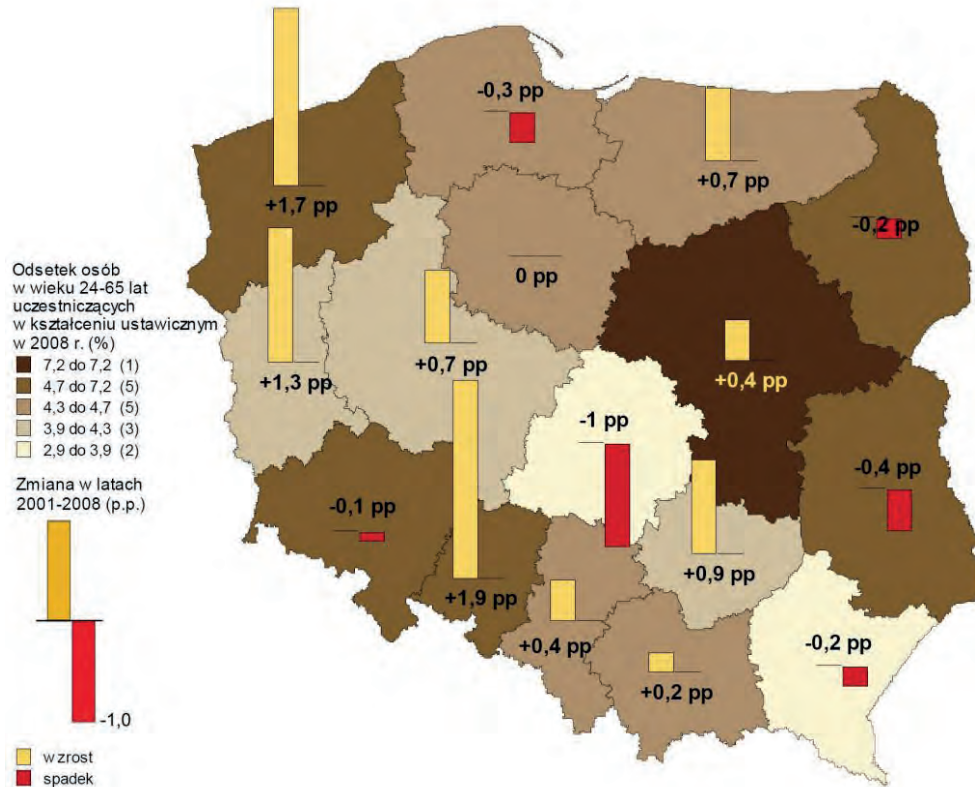 -0,3 pp
+0,7 pp
+1,7 pp
-0,2 pp
0 pp
Odsetek osób
w wieku 24-65 lat
uczestniczących
w kształceniu ustawicznym
w 2008 r. (%)
7,2 do 7,2 (1)
4,7 do 7,2 (5)
4,3 do 4,7 (5)
3,9 do 4,3 (3)
2,9 do 3,9 (2)
+1,3 pp
+0,7 pp
+0,4 pp
-1 pp
-0,4 pp
Zmiana w latach
2001-2008 (p.p.)
-0,1 pp
+1,9 pp
+0,9 pp
+0,4 pp
+0,2 pp
-0,2 pp
-1,0
wzrost
spadek